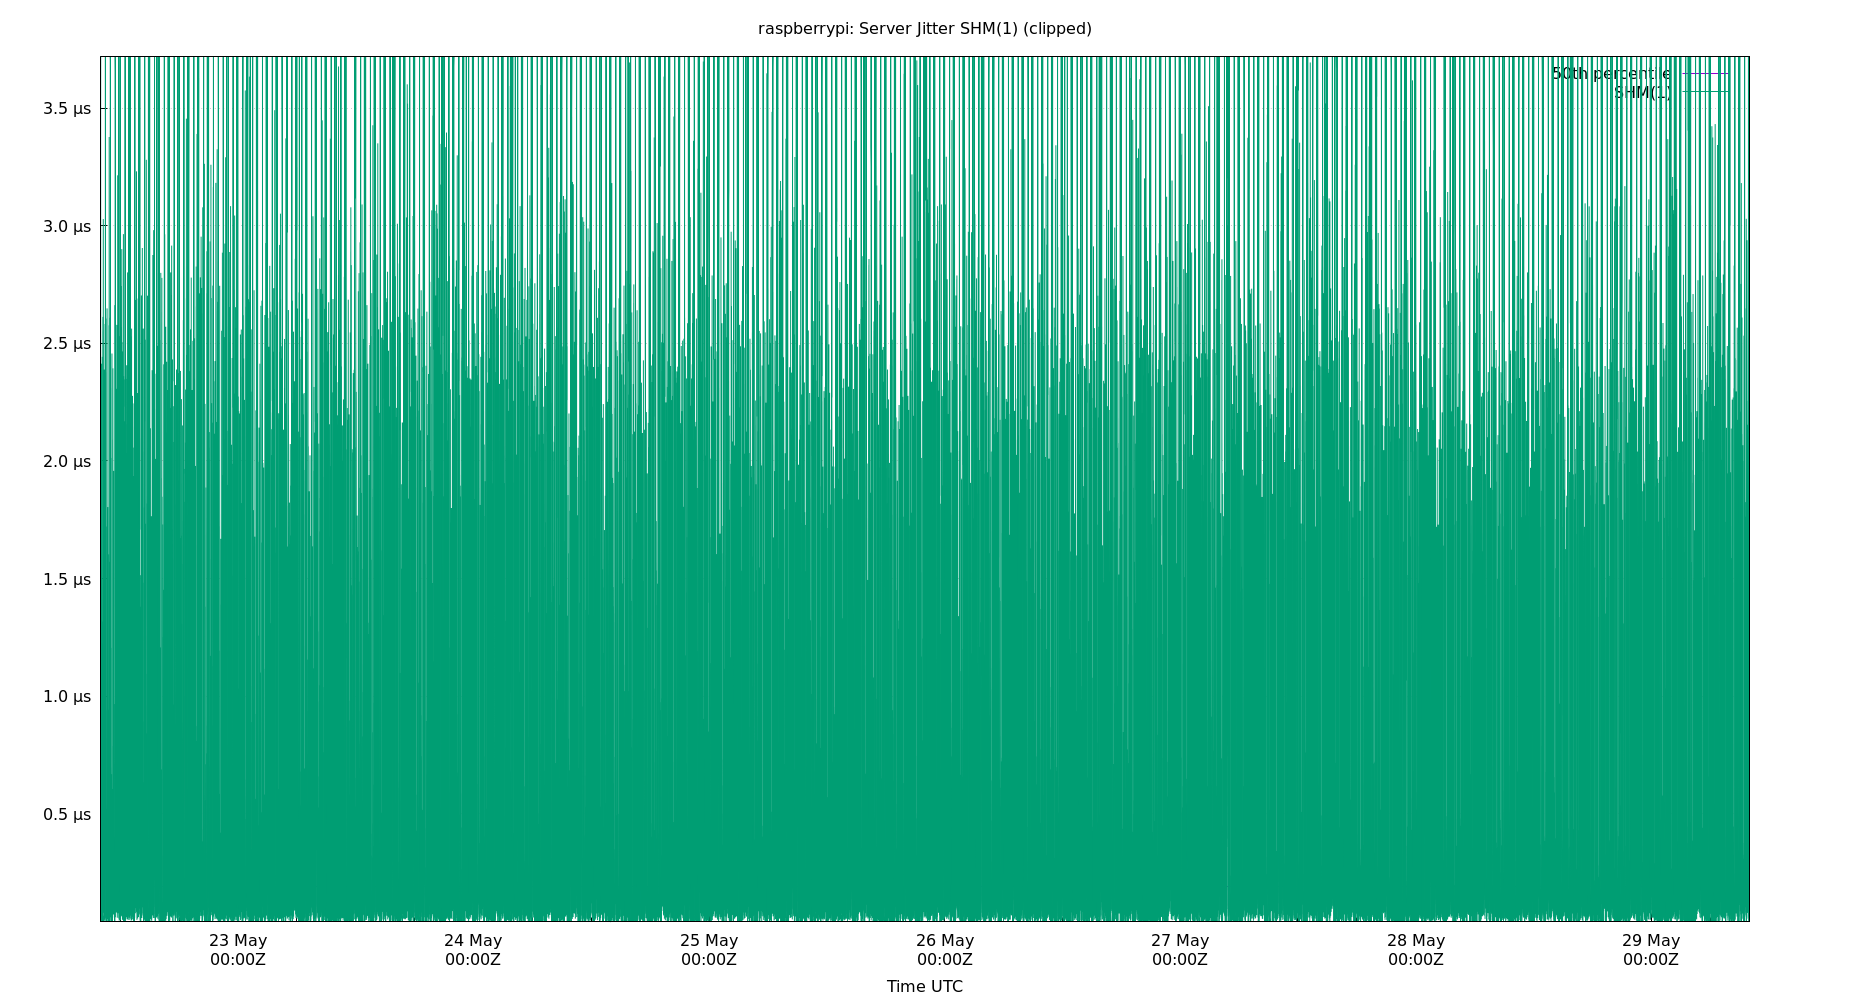 raspberrypi: Server Jitter SHM(1) (clipped)
50th percentile
SHM(1)
3.5 µs
3.0 µs
2.5 µs
2.0 µs
1.5 µs
1.0 µs
0.5 µs
23 May 24 May 25 May 26 May 27 May 28 May 29 May
00:00Z 00:00Z 00:00Z 00:00Z 00:00Z 00:00Z 00:00Z
Time UTC